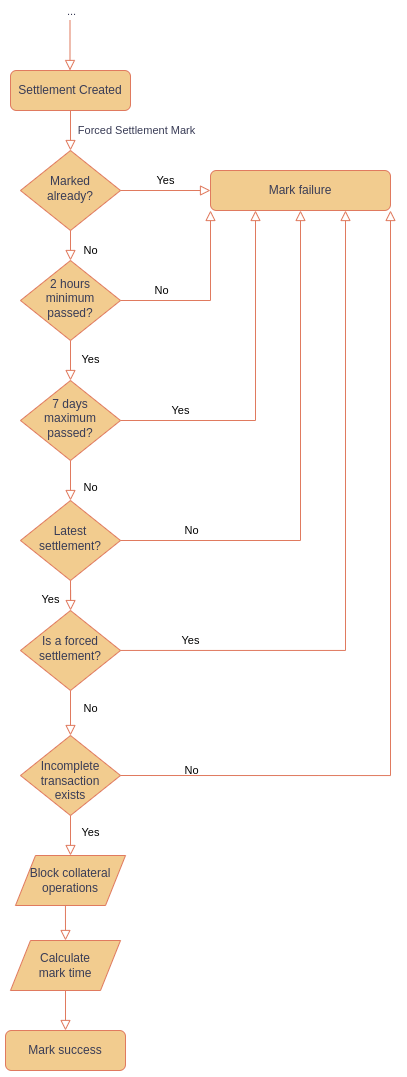 ...
Settlement Created
Forced Settlement Mark
Marked
already?
Yes
Mark failure
No
2 hours
minimum
passed?
No
Yes
7 days
maximum
passed?
Yes
No
Latest
settlement?
No
Yes
Is a forced
settlement?
Yes
No
Incomplete
transaction
exists
No
Yes
Block collateral
operations
Calculate
mark time
Mark success